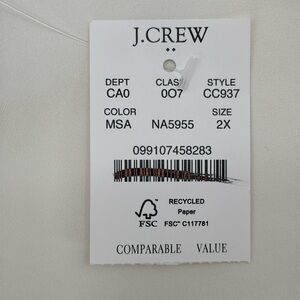 J.CREW
DEPT CLASS STYLE
CA0 0O7 CC937
COLOR SIZE
MSA NA5955 2X
099107458283
RECYCLED
Paper
FSC FSC® C117781
COMPARABLE VALUE